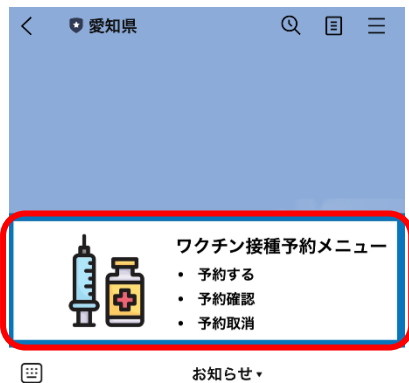 愛知県
ワクチン接種予約メニュー
・ 予約する
・ 予約確認
・ 予約取消
お知らせ▾